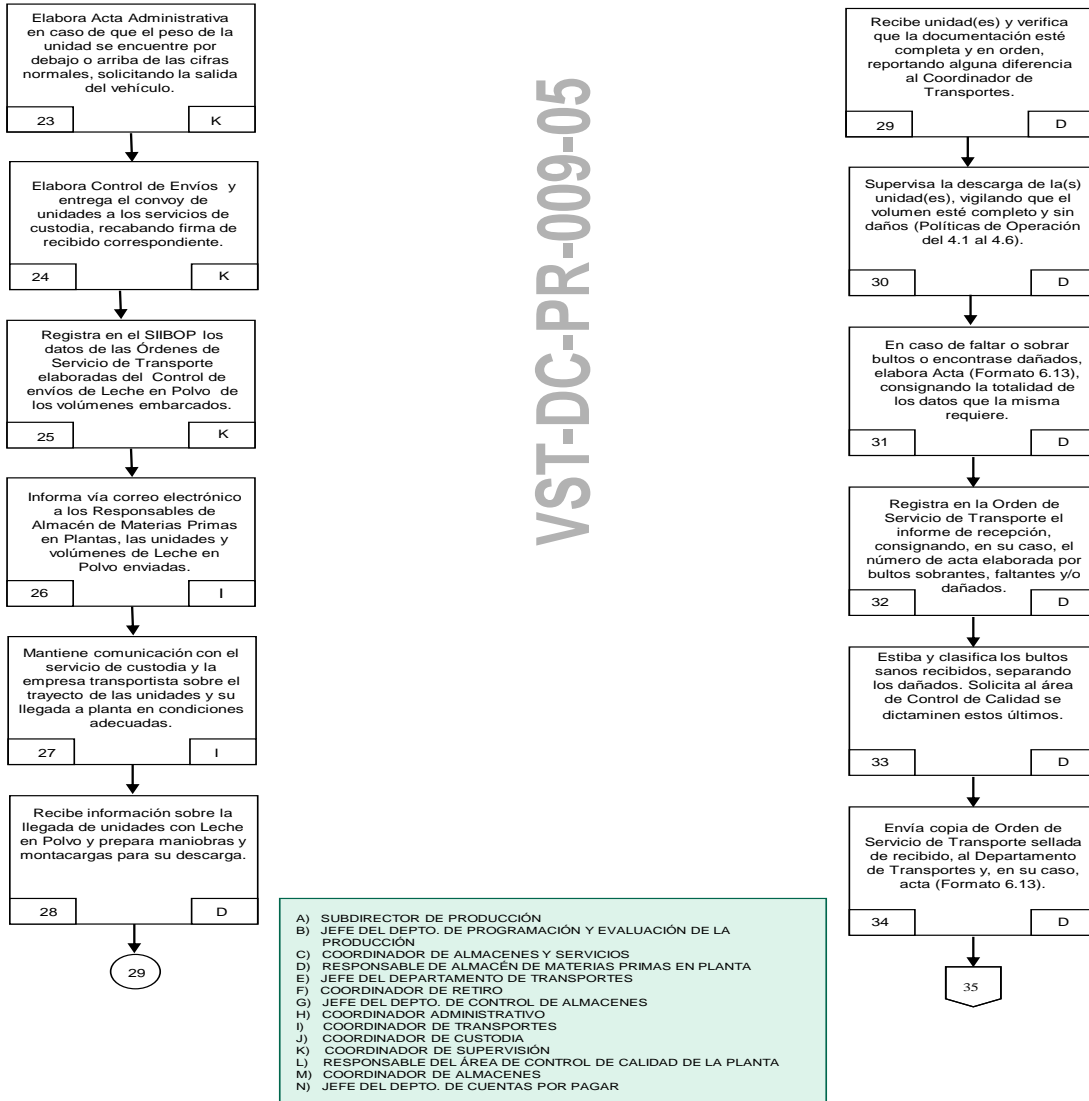 Elabora Acta Administrativa
en caso de que el peso de la
unidad se encuentre por
debajo o arriba de las cifras
normales, solicitando la salida
del vehículo.
23 K
Elabora Control de Envíos y
entrega el convoy de
unidades a los servicios de
custodia, recabando firma de
recibido correspondiente.
24 K
Registra en el SIIBOP los
datos de las Órdenes de
Servicio de Transporte
elaboradas del Control de
envíos de Leche en Polvo de
los volúmenes embarcados.
25 K
Informa vía correo electrónico
a los Responsables de
Almacén de Materias Primas
en Plantas, las unidades y
volúmenes de Leche en
Polvo enviadas.
26 I
Mantiene comunicación con el
servicio de custodia y la
empresa transportista sobre el
trayecto de las unidades y su
llegada a planta en condiciones
adecuadas.
27 I
Recibe información sobre la
llegada de unidades con Leche
en Polvo y prepara maniobras y
montacargas para su descarga.
28 D
29
VST-DC-PR-009-05
Recibe unidad(es) y verifica
que la documentación esté
completa y en orden,
reportando alguna diferencia
al Coordinador de
Transportes.
29 D
Supervisa la descarga de la(s)
unidad(es), vigilando que el
volumen esté completo y sin
daños (Políticas de Operación
del 4.1 al 4.6).
30 D
En caso de faltar o sobrar
bultos o encontrase dañados,
elabora Acta (Formato 6.13),
consignando la totalidad de
los datos que la misma
requiere.
31 D
Registra en la Orden de
Servicio de Transporte el
informe de recepción,
consignando, en su caso, el
número de acta elaborada por
bultos sobrantes, faltantes y/o
dañados.
32 D
Estiba y clasifica los bultos
sanos recibidos, separando
los dañados. Solicita al área
de Control de Calidad se
dictaminen estos últimos.
33 D
Envía copia de Orden de
Servicio de Transporte sellada
de recibido, al Departamento
de Transportes y, en su caso,
acta (Formato 6.13).
34 D
35
A) SUBDIRECTOR DE PRODUCCIÓN
B) JEFE DEL DEPTO. DE PROGRAMACIÓN Y EVALUACIÓN DE LA
PRODUCCIÓN
C) COORDINADOR DE ALMACENES Y SERVICIOS
D) RESPONSABLE DE ALMACÉN DE MATERIAS PRIMAS EN PLANTA
E) JEFE DEL DEPARTAMENTO DE TRANSPORTES
F) COORDINADOR DE RETIRO
G) JEFE DEL DEPTO. DE CONTROL DE ALMACENES
H) COORDINADOR ADMINISTRATIVO
I) COORDINADOR DE TRANSPORTES
J) COORDINADOR DE CUSTODIA
K) COORDINADOR DE SUPERVISIÓN
L) RESPONSABLE DEL ÁREA DE CONTROL DE CALIDAD DE LA PLANTA
M) COORDINADOR DE ALMACENES
N) JEFE DEL DEPTO. DE CUENTAS POR PAGAR